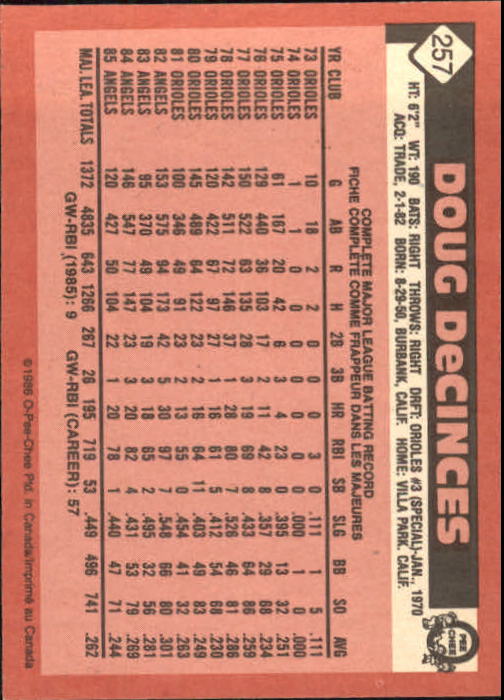 257
DOUG DeCINCES
O PEE CHEE
HT: 6'2" WT: 190 BATS: RIGHT THROWS: RIGHT DRFT: ORIOLES #3 (SPECIAL)-JAN., 1970
ACQ: TRADE, 2-1-82 BORN: 8-29-50, BURBANK, CALIF. HOME: VILLA PARK, CALIF.
COMPLETE MAJOR LEAGUE BATTING RECORD
FICHE COMPLÈTE COMME FRAPPEUR DANS LES MAJEURES
YR CLUB G AB R H 2B 3B HR RBI SB SLG BB SO AVG
73 ORIOLES 10 18 2 2 0 0 0 3 0 .111 1 5 .111
74 ORIOLES 1 1 0 0 0 0 0 0 0 .000 0 0 .000
75 ORIOLES 61 167 20 42 6 3 4 23 0 .395 13 32 .251
76 ORIOLES 129 440 36 103 17 2 11 42 8 .357 29 68 .234
77 ORIOLES 150 522 63 135 28 3 19 69 8 .433 64 86 .259
78 ORIOLES 142 511 72 146 37 1 28 80 7 .526 46 81 .286
79 ORIOLES 120 422 67 97 27 1 16 61 5 .412 54 68 .230
80 ORIOLES 145 489 64 122 23 2 16 64 11 .403 49 83 .249
81 ORIOLES 100 346 49 91 23 2 13 55 0 .454 41 32 .263
82 ANGELS 153 575 94 173 42 5 30 97 7 .548 66 80 .301
83 ANGELS 95 370 49 104 19 3 18 65 2 .495 32 56 .281
84 ANGELS 146 547 77 147 23 3 20 82 4 .431 53 79 .269
85 ANGELS 120 427 50 104 22 1 20 78 1 .440 47 71 .244
MAJ. LEA. TOTALS 1372 4835 643 1266 267 26 195 719 53 .449 496 741 .262
GW-RBI (1985): 9 GW-RBI (CAREER): 57
©1986 O-Pee-Chee Ptd. in Canada/Imprimé au Canada